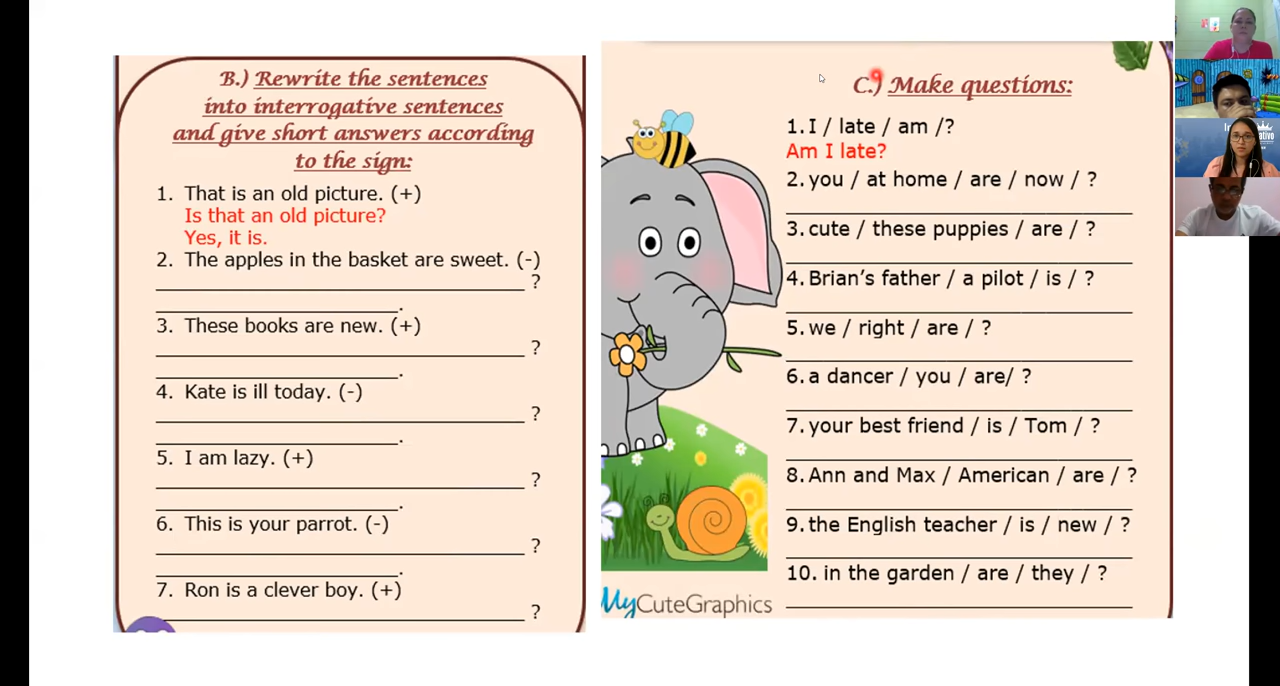 B.) Rewrite the sentences
into interrogative sentences
and give short answers according
to the sign:
1. That is an old picture. (+)
Is that an old picture?
Yes, it is.
2. The apples in the basket are sweet. (-)
?
.
3. These books are new. (+)
?
.
4. Kate is ill today. (-)
?
.
5. I am lazy. (+)
?
.
6. This is your parrot. (-)
?
.
7. Ron is a clever boy. (+)
?
C.) Make questions:
1. I / late / am /?
Am I late?
2. you / at home / are / now / ?
3. cute / these puppies / are / ?
4. Brian's father / a pilot / is / ?
5. we / right / are / ?
6. a dancer / you / are/ ?
7. your best friend / is / Tom / ?
8. Ann and Max / American / are / ?
9. the English teacher / is / new / ?
10. in the garden / are / they / ?
MyCuteGraphics